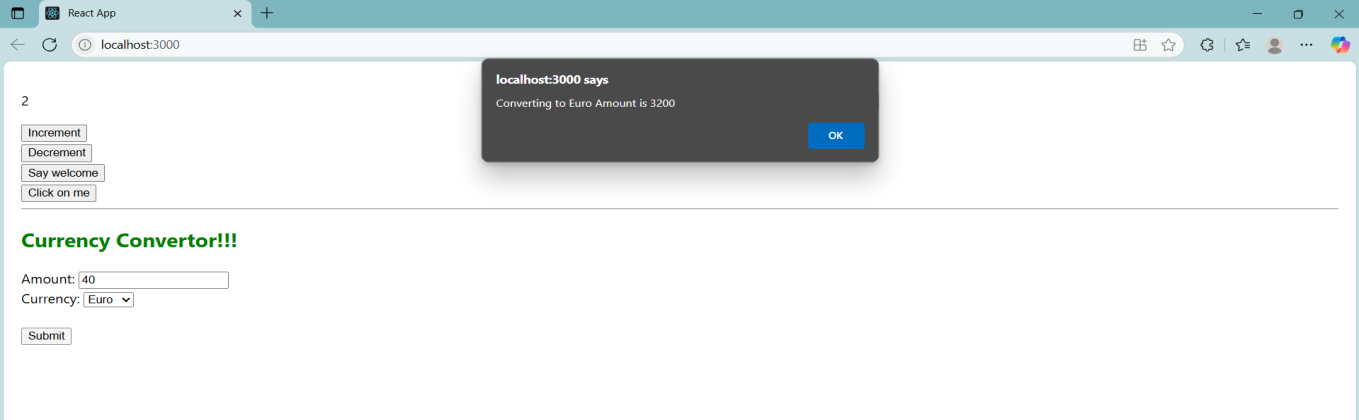 React App
localhost:3000
localhost:3000 says
Converting to Euro Amount is 3200
OK
2
Increment
Decrement
Say welcome
Click on me
Currency Convertor!!!
Amount: 40
Currency: Euro
Submit